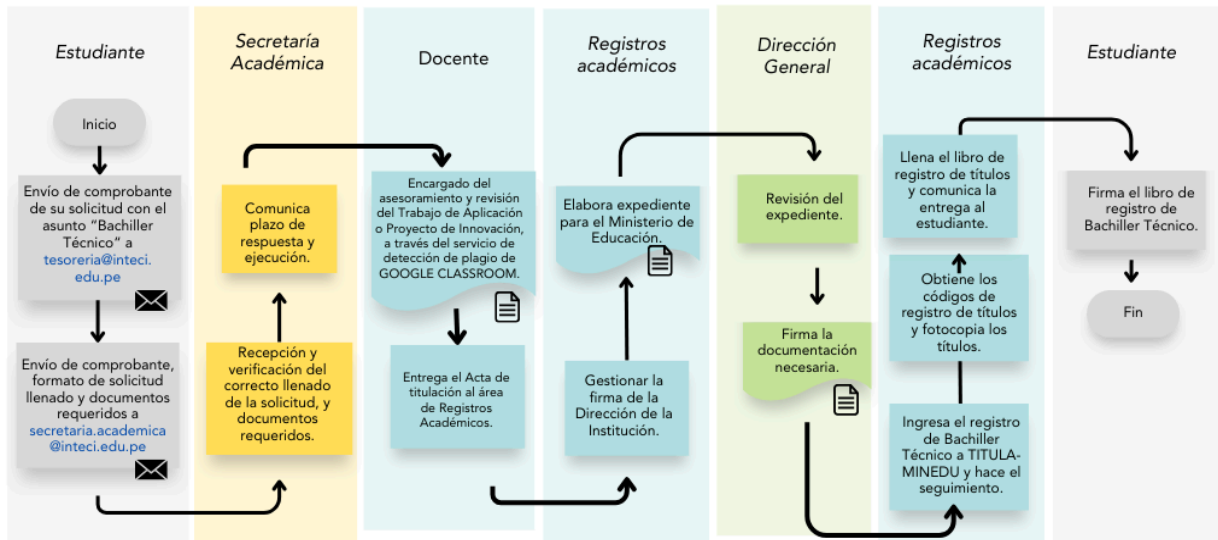 Estudiante
Inicio
Envío de comprobante
de su solicitud con el
asunto “Bachiller
Técnico” a
tesoreria@inteci.
edu.pe
Envío de comprobante,
formato de solicitud
llenado y documentos
requeridos a
secretaria.academica
@inteci.edu.pe
Secretaría
Académica
Comunica
plazo de
respuesta y
ejecución.
Recepción y
verificación del
correcto llenado
de la solicitud, y
documentos
requeridos.
Docente
Encargado del
asesoramiento y revisión
del Trabajo de Aplicación
o Proyecto de Innovación,
a través del servicio de
detección de plagio de
GOOGLE CLASSROOM.
Entrega el Acta de
titulación al área
de Registros
Académicos.
Registros
académicos
Elabora expediente
para el Ministerio de
Educación.
Gestionar la
firma de la
Dirección de la
Institución.
Dirección
General
Revisión del
expediente.
Firma la
documentación
necesaria.
Registros
académicos
Llena el libro de
registro de títulos
y comunica la
entrega al
estudiante.
Obtiene los
códigos de
registro de títulos
y fotocopia los
títulos.
Ingresa el registro
de Bachiller
Técnico a TITULA-
MINEDU y hace el
seguimiento.
Estudiante
Firma el libro de
registro de
Bachiller Técnico.
Fin